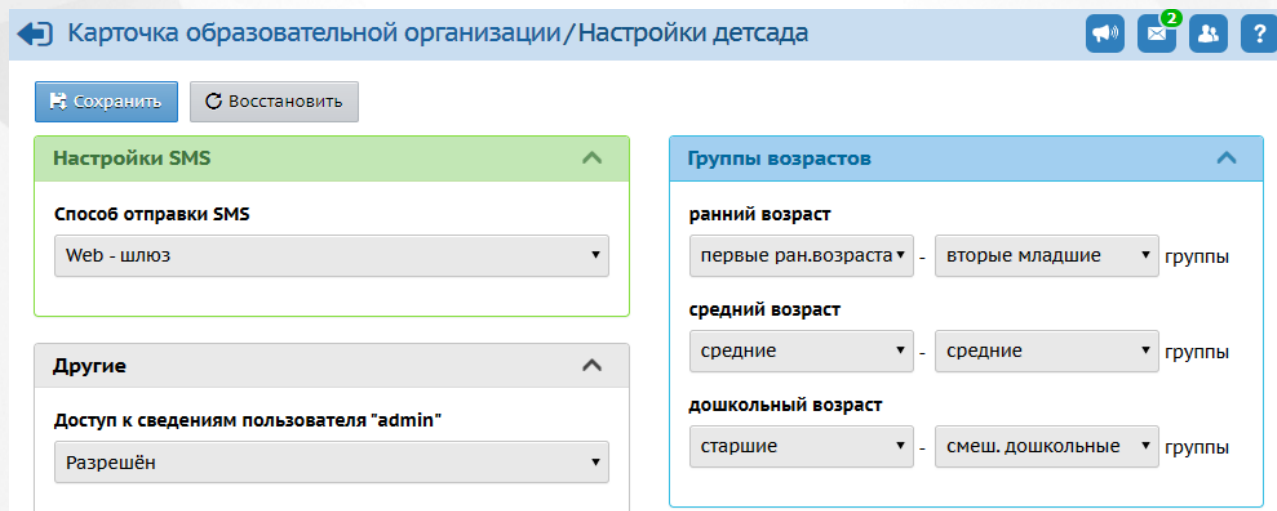 Карточка образовательной организации/Настройки детсада
2
?
Сохранить
Восстановить
Настройки SMS
Способ отправки SMS
Web - шлюз
Другие
Доступ к сведениям пользователя "admin"
Разрешён
Группы возрастов
ранний возраст
первые ран.возраста - вторые младшие группы
средний возраст
средние - средние группы
дошкольный возраст
старшие - смеш. дошкольные группы